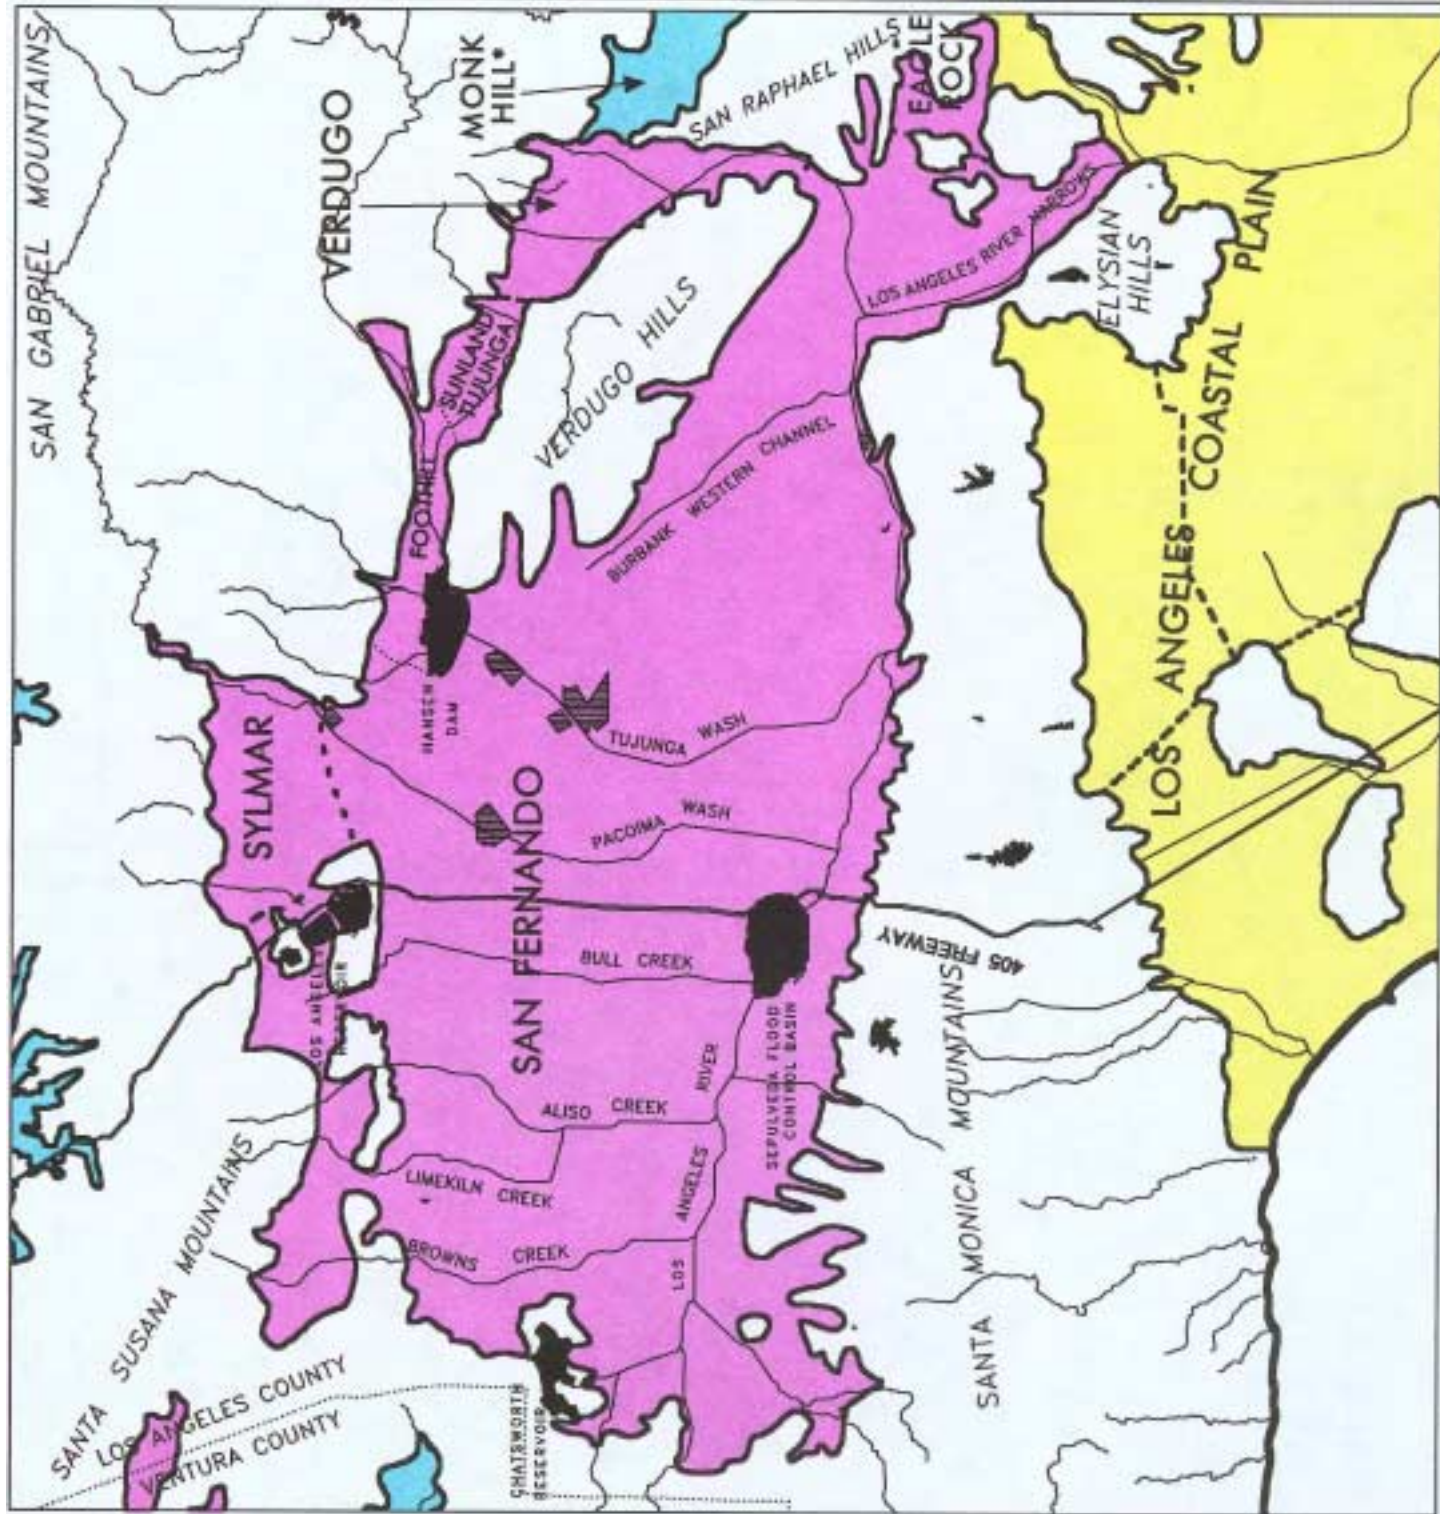 SAN GABRIEL MOUNTAINS
VERDUGO
MONK
HILL*
SAN RAPHAEL HILLS
EAGLE
ROCK
SUNLAND
TUJUNGA
VERDUGO HILLS
LOS ANGELES RIVER NARROWS
ELYSIAN
HILLS
FOOTHILL
BURBANK WESTERN CHANNEL
LOS ANGELES COASTAL PLAIN
SYLMAR
HANSEN
DAM
TUJUNGA WASH
PACOIMA WASH
SAN FERNANDO
LOS ANGELES
RESERVOIR
BULL CREEK
405 FREEWAY
SEPULVEDA FLOOD
CONTROL BASIN
ALISO CREEK
LIMEKILN CREEK
BROWNS CREEK
LOS ANGELES RIVER
SANTA MONICA MOUNTAINS
SANTA SUSANA MOUNTAINS
LOS ANGELES COUNTY
VENTURA COUNTY
CHATSWORTH
RESERVOIR